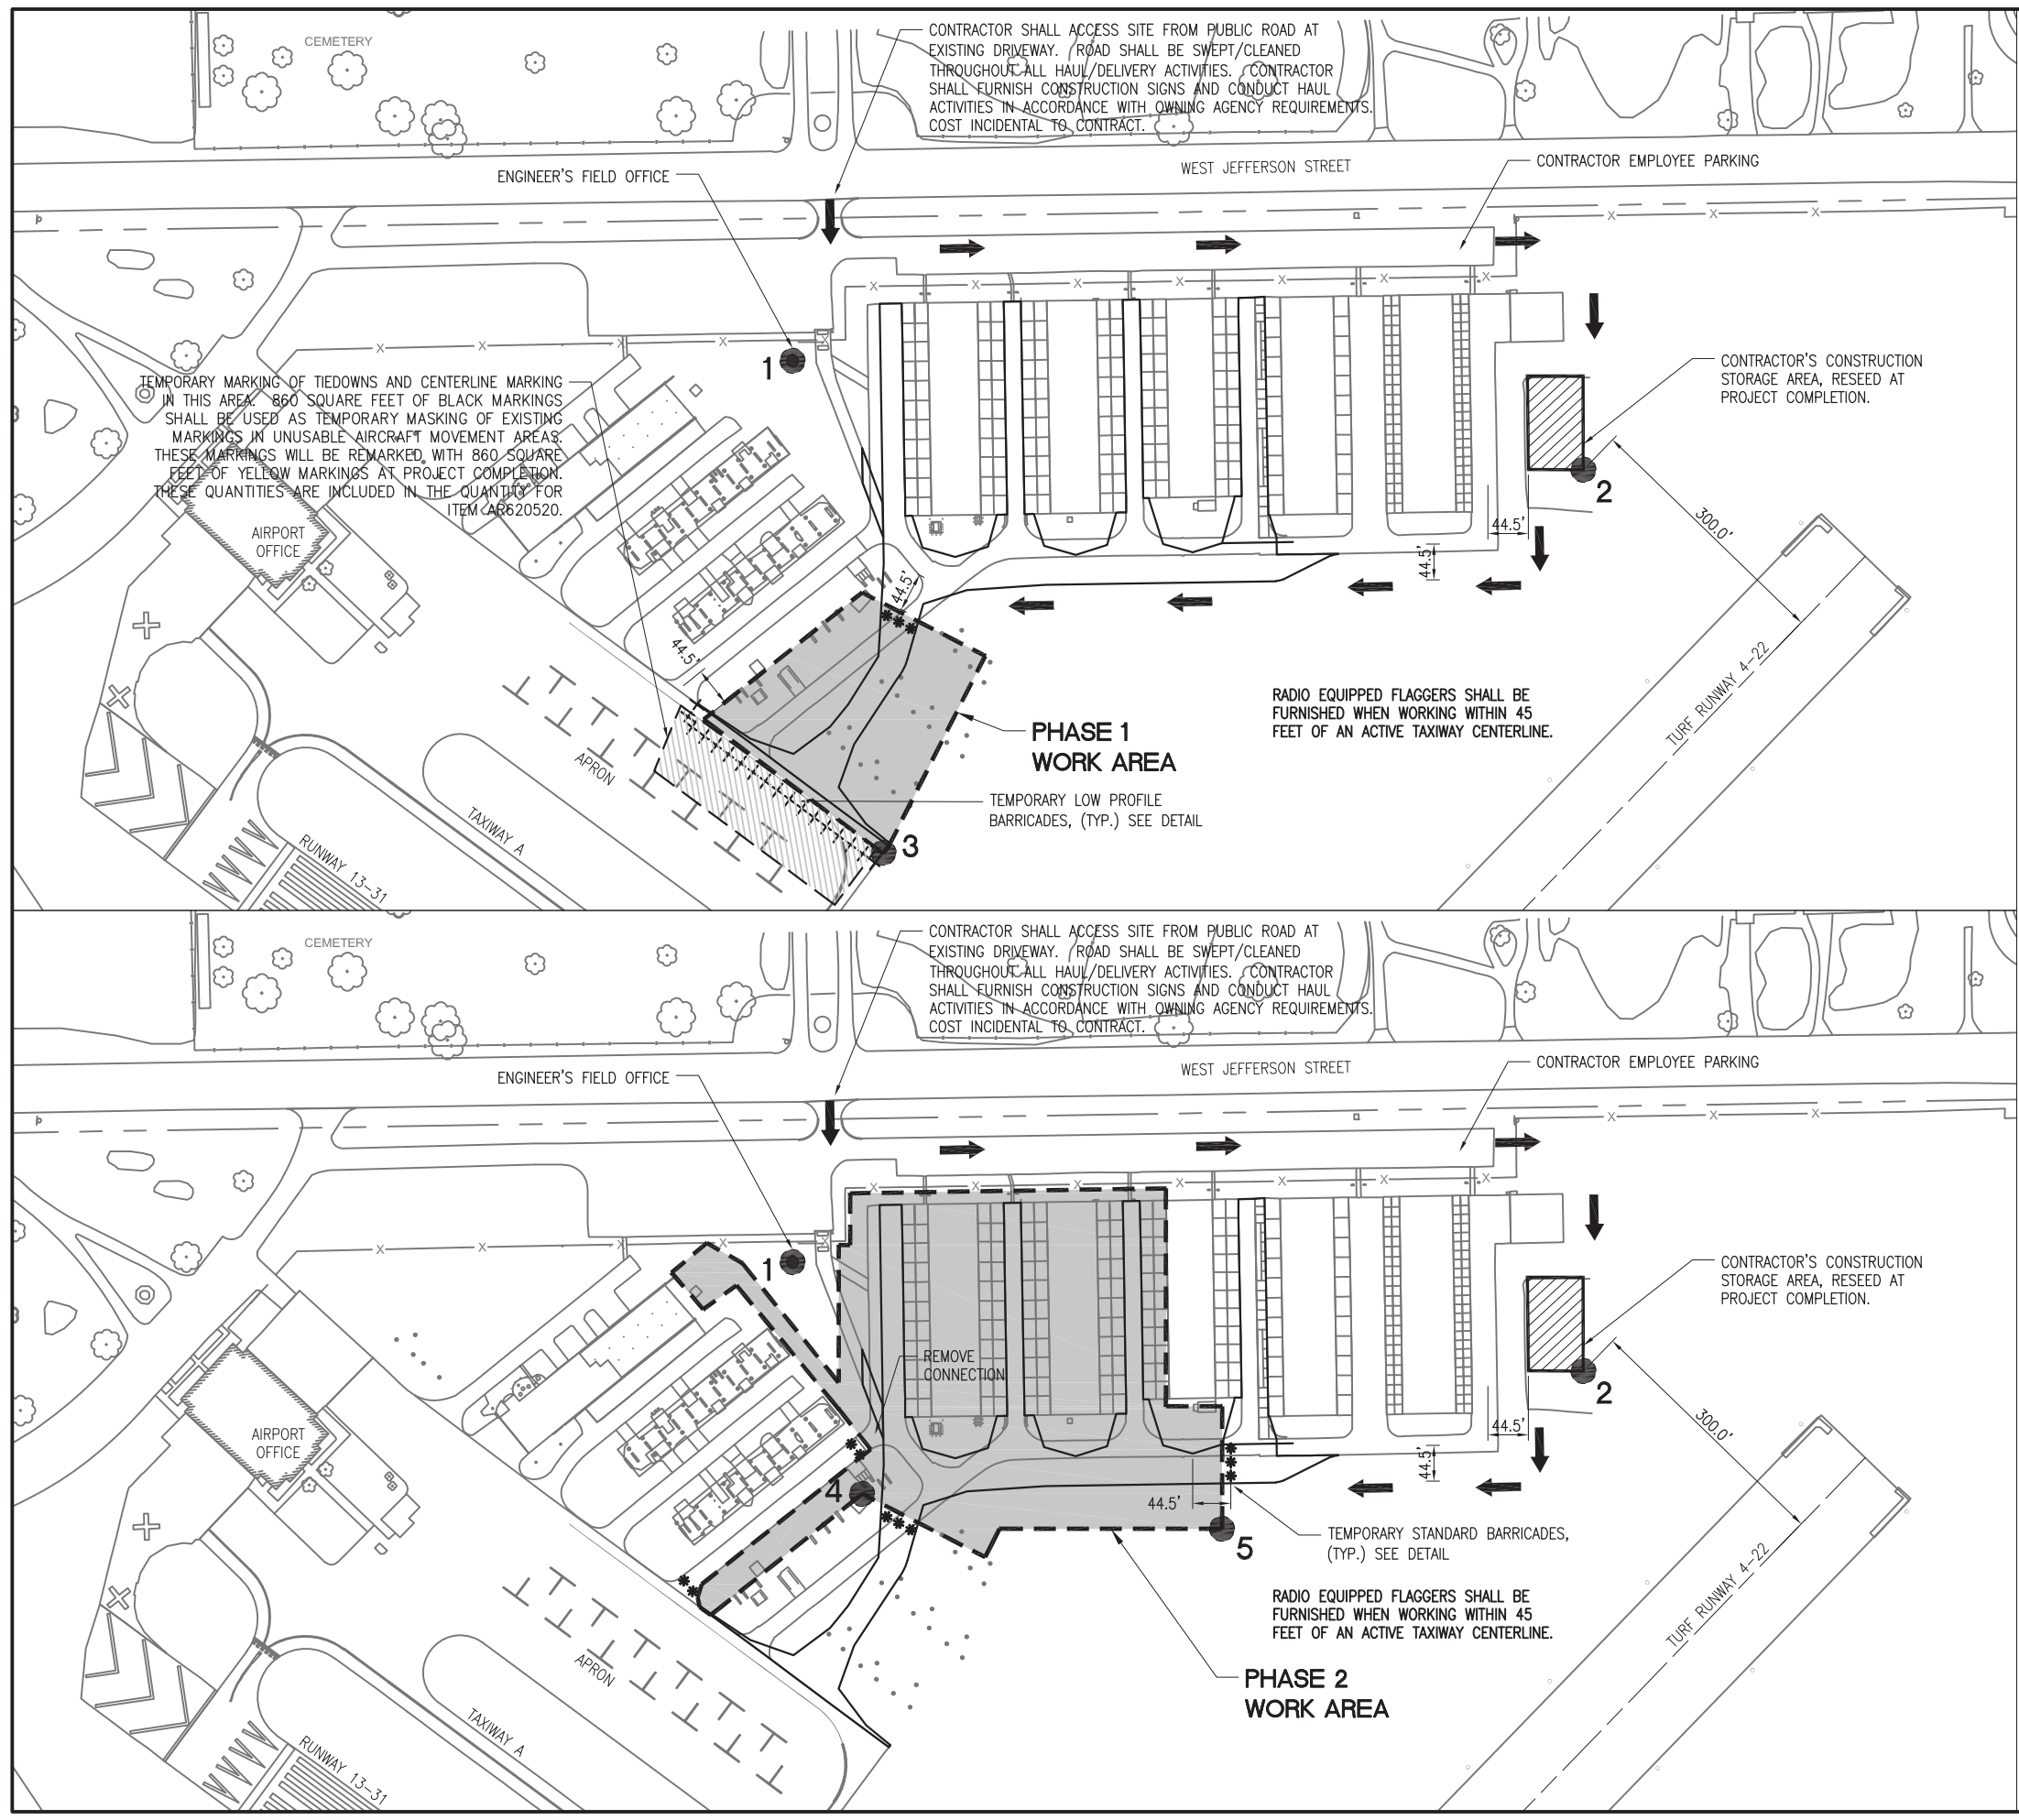 CEMETERY
CONTRACTOR SHALL ACCESS SITE FROM PUBLIC ROAD AT
EXISTING DRIVEWAY. ROAD SHALL BE SWEPT/CLEANED
THROUGHOUT ALL HAUL/DELIVERY ACTIVITIES. CONTRACTOR
SHALL FURNISH CONSTRUCTION SIGNS AND CONDUCT HAUL
ACTIVITIES IN ACCORDANCE WITH OWNING AGENCY REQUIREMENTS.
COST INCIDENTAL TO CONTRACT.
WEST JEFFERSON STREET
CONTRACTOR EMPLOYEE PARKING
ENGINEER'S FIELD OFFICE
1
TEMPORARY MARKING OF TIEDOWNS AND CENTERLINE MARKING
IN THIS AREA. 860 SQUARE FEET OF BLACK MARKINGS
SHALL BE USED AS TEMPORARY MASKING OF EXISTING
MARKINGS IN UNUSABLE AIRCRAFT MOVEMENT AREAS.
THESE MARKINGS WILL BE REMARKED WITH 860 SQUARE
FEET OF YELLOW MARKINGS AT PROJECT COMPLETION.
THESE QUANTITIES ARE INCLUDED IN THE QUANTITY FOR
ITEM AR620520.
CONTRACTOR'S CONSTRUCTION
STORAGE AREA, RESEED AT
PROJECT COMPLETION.
2
44.5'
44.5'
300.0'
AIRPORT
OFFICE
44.5'
44.5'
TURF RUNWAY 4-22
RADIO EQUIPPED FLAGGERS SHALL BE
FURNISHED WHEN WORKING WITHIN 45
FEET OF AN ACTIVE TAXIWAY CENTERLINE.
PHASE 1
WORK AREA
APRON
TEMPORARY LOW PROFILE
BARRICADES, (TYP.) SEE DETAIL
TAXIWAY A
3
RUNWAY 13-31
CEMETERY
CONTRACTOR SHALL ACCESS SITE FROM PUBLIC ROAD AT
EXISTING DRIVEWAY. ROAD SHALL BE SWEPT/CLEANED
THROUGHOUT ALL HAUL/DELIVERY ACTIVITIES. CONTRACTOR
SHALL FURNISH CONSTRUCTION SIGNS AND CONDUCT HAUL
ACTIVITIES IN ACCORDANCE WITH OWNING AGENCY REQUIREMENTS.
COST INCIDENTAL TO CONTRACT.
WEST JEFFERSON STREET
CONTRACTOR EMPLOYEE PARKING
ENGINEER'S FIELD OFFICE
1
CONTRACTOR'S CONSTRUCTION
STORAGE AREA, RESEED AT
PROJECT COMPLETION.
2
REMOVE
CONNECTION
44.5'
44.5'
300.0'
AIRPORT
OFFICE
4
44.5'
5
TEMPORARY STANDARD BARRICADES,
(TYP.) SEE DETAIL
TURF RUNWAY 4-22
RADIO EQUIPPED FLAGGERS SHALL BE
FURNISHED WHEN WORKING WITHIN 45
FEET OF AN ACTIVE TAXIWAY CENTERLINE.
APRON
PHASE 2
WORK AREA
TAXIWAY A
RUNWAY 13-31